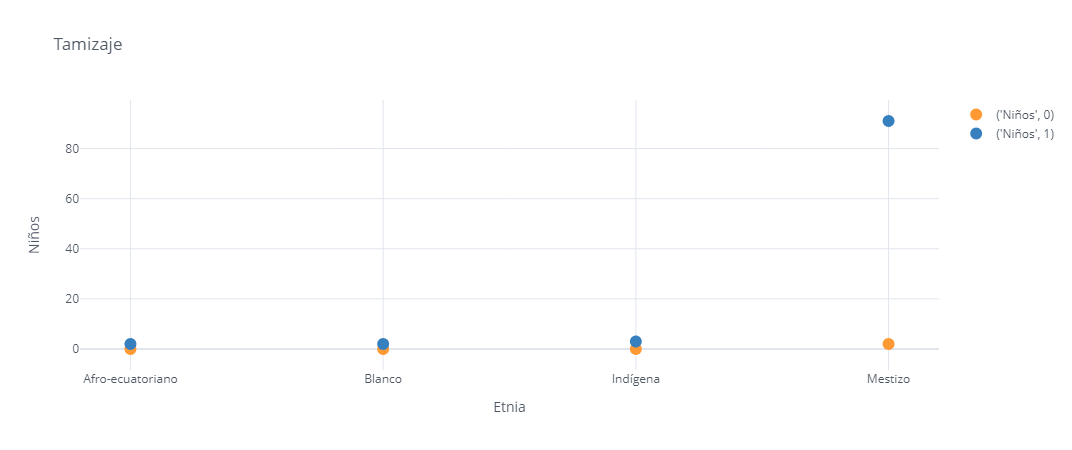 Tamizaje
('Niños', 0)
('Niños', 1)
80
60
40
20
0
Niños
Afro-ecuatoriano
Blanco
Indígena
Mestizo
Etnia